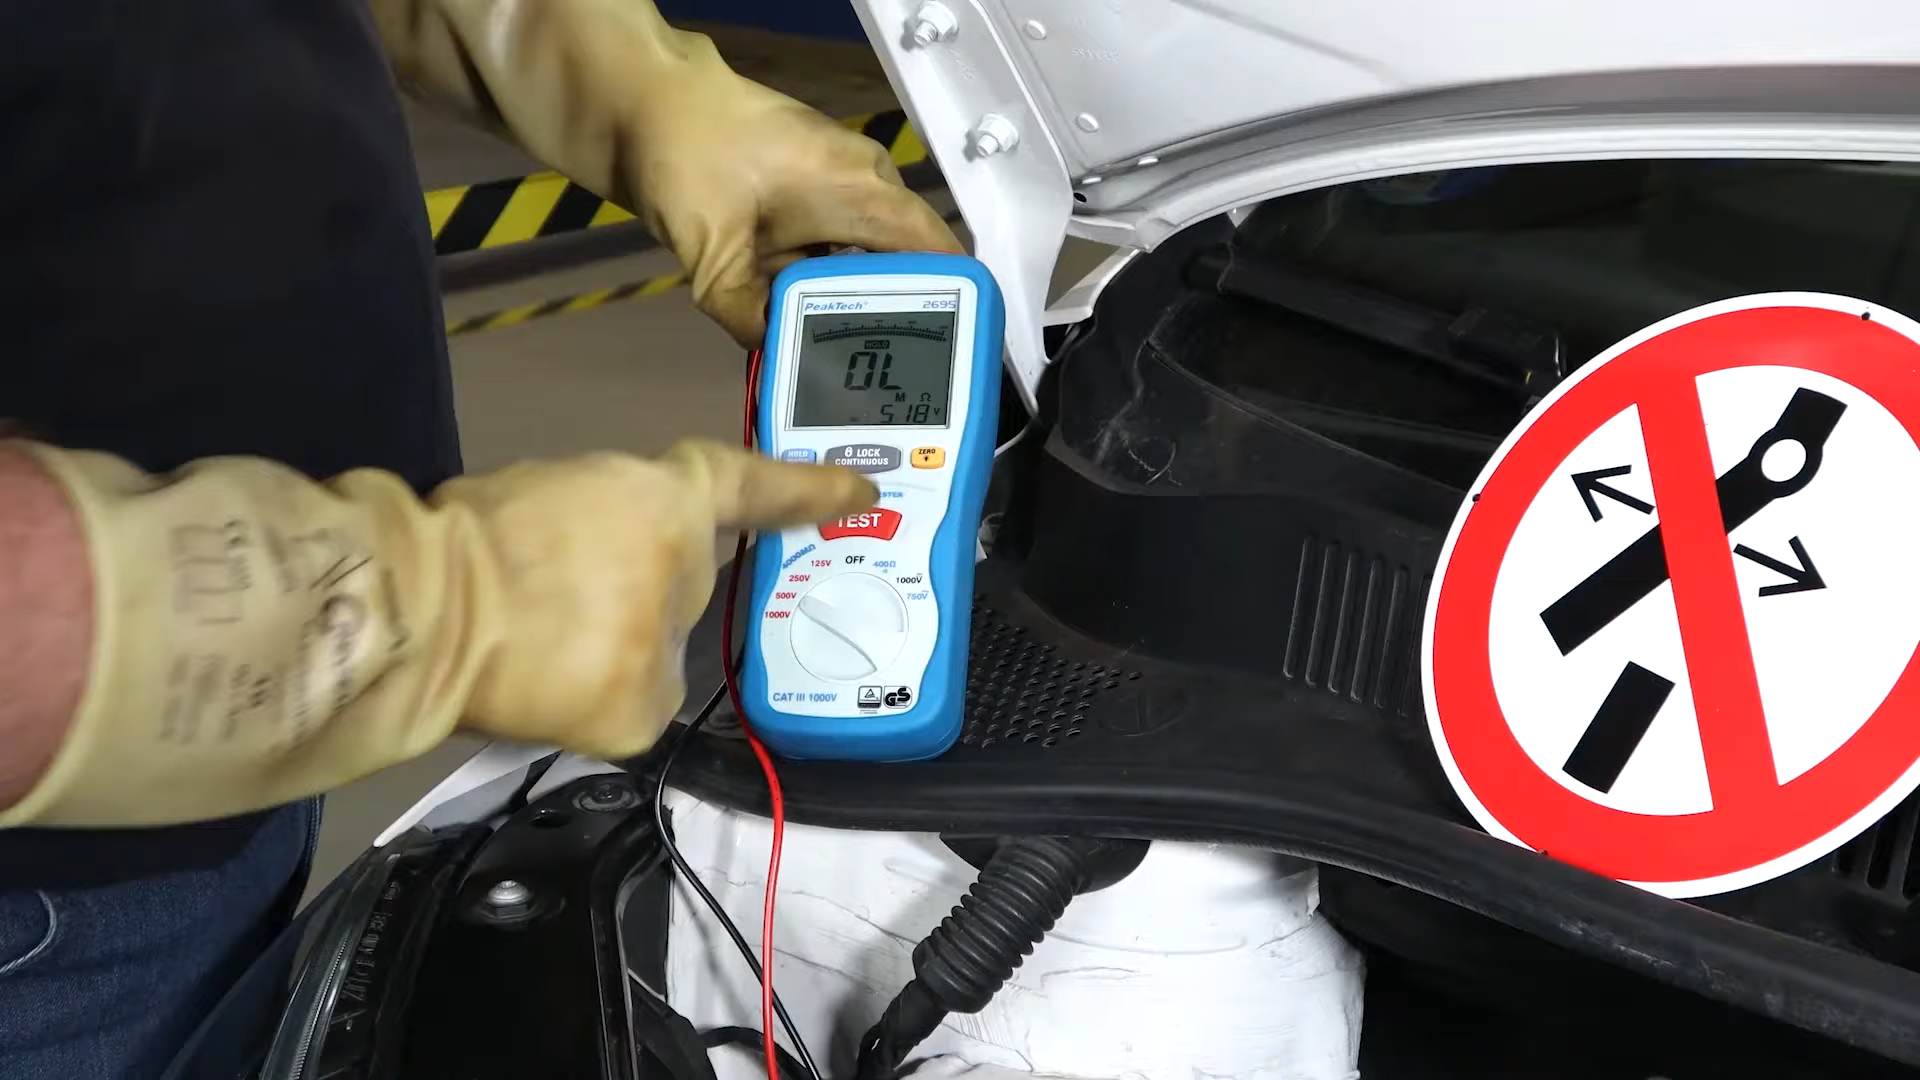 PeakTech® 2695
HOLD
OL
M Ω
518 V
HOLD
LOCK
CONTINUOUS
ZERO
TEST
4000MΩ
125V
OFF
400Ω
250V
1000V
500V
750V
1000V
CAT III 1000V
GS